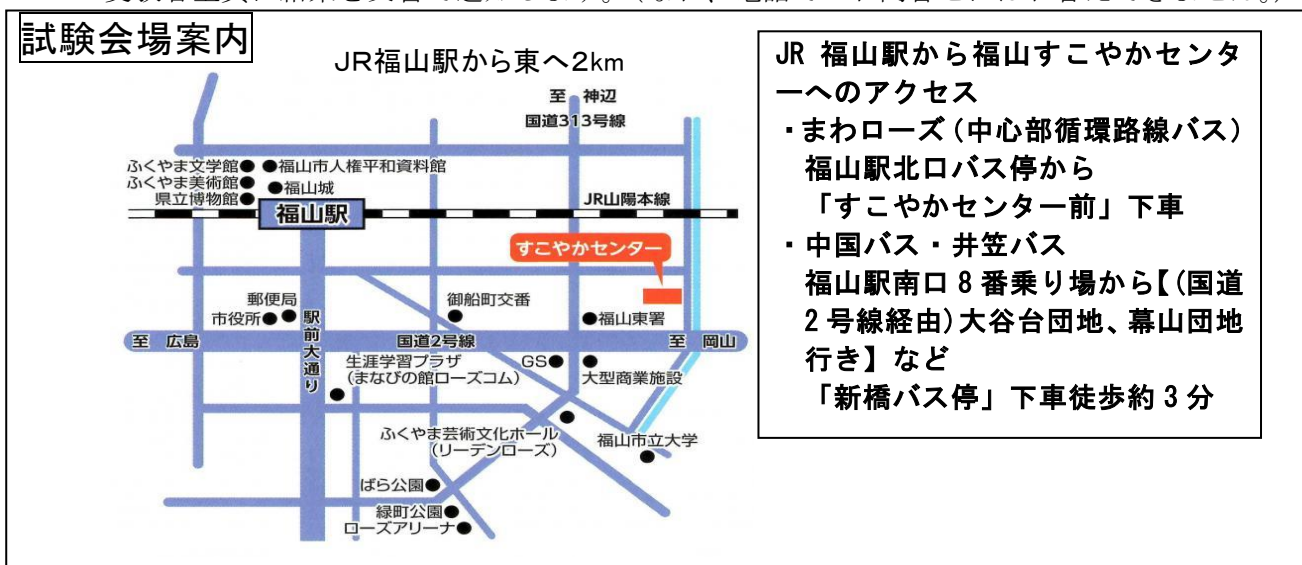 試験会場案内
JR福山駅から東へ2km
至 神辺
国道313号線
ふくやま文学館
福山市人権平和資料館
ふくやま美術館
福山城
県立博物館
福山駅
JR山陽本線
すこやかセンター
郵便局
御船町交番
市役所
福山東署
至 広島
駅前大通り
国道2号線
至 岡山
生涯学習プラザ
(まなびの館ローズコム)
GS
大型商業施設
ふくやま芸術文化ホール
(リーデンローズ)
福山市立大学
ばら公園
緑町公園
ローズアリーナ
JR 福山駅から福山すこやかセンタ
ーへのアクセス
・まわローズ(中心部循環路線バス)
福山駅北口バス停から
「すこやかセンター前」下車
・中国バス・井笠バス
福山駅南口8番乗り場から【(国道
2号線経由)大谷台団地、幕山団地
行き】など
「新橋バス停」下車徒歩約3分